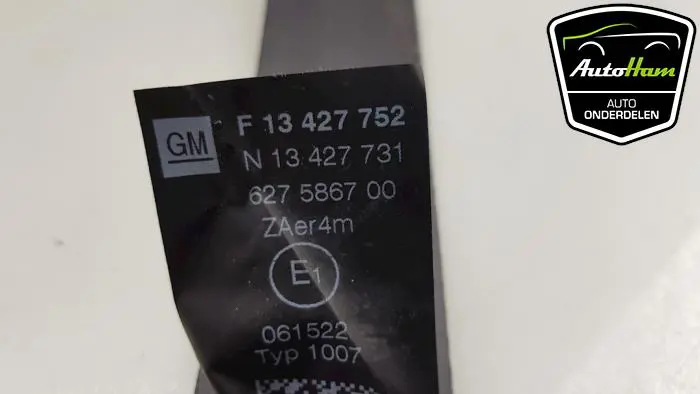 AutoHam
AUTO
ONDERDELEN
GM
F 13 427 752
N 13 427 731
627 5867 00
ZAer4m
E1
061522
Typ 1007